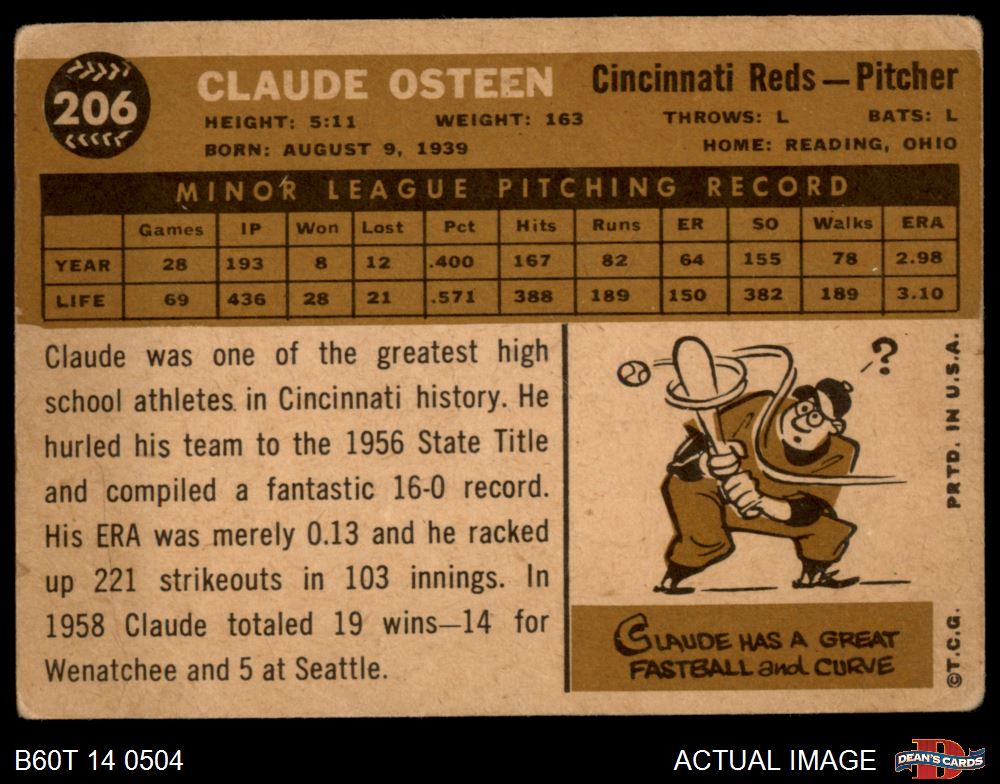 206
CLAUDE OSTEEN
Cincinnati Reds — Pitcher
HEIGHT: 5:11 WEIGHT: 163 THROWS: L BATS: L
BORN: AUGUST 9, 1939 HOME: READING, OHIO
MINOR LEAGUE PITCHING RECORD
Games IP Won Lost Pct Hits Runs ER SO Walks ERA
YEAR 28 193 8 12 .400 167 82 64 155 78 2.98
LIFE 69 436 28 21 .571 388 189 150 382 189 3.10
Claude was one of the greatest high
school athletes in Cincinnati history. He
hurled his team to the 1956 State Title
and compiled a fantastic 16-0 record.
His ERA was merely 0.13 and he racked
up 221 strikeouts in 103 innings. In
1958 Claude totaled 19 wins—14 for
Wenatchee and 5 at Seattle.
?
CLAUDE HAS A GREAT
FASTBALL and CURVE
©T.C.G. PRTD. IN U.S.A.
B60T 14 0504
ACTUAL IMAGE
D
DEAN'S CARDS